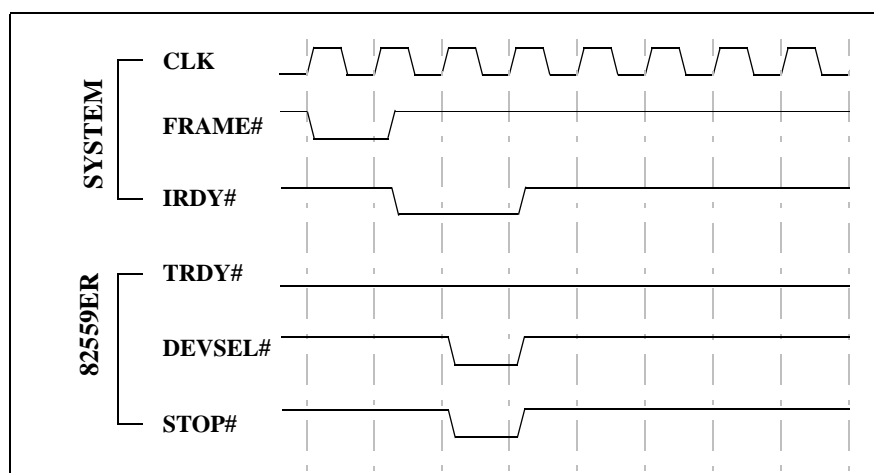 SYSTEM
CLK
FRAME#
IRDY#
82559ER
TRDY#
DEVSEL#
STOP#